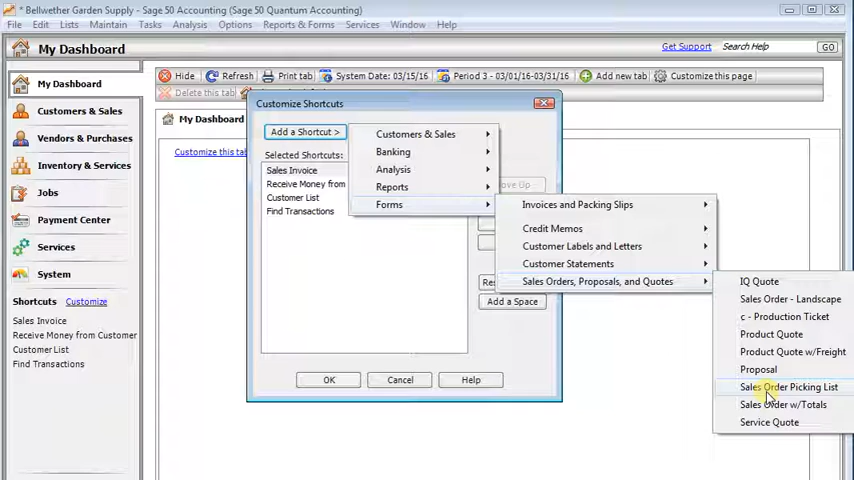 * Bellwether Garden Supply - Sage 50 Accounting (Sage 50 Quantum Accounting)
File Edit Lists Maintain Tasks Analysis Options Reports & Forms Services Window Help
My Dashboard
Get Support Search Help GO
My Dashboard
Customers & Sales
Vendors & Purchases
Inventory & Services
Jobs
Payment Center
Services
System
Shortcuts Customize
Sales Invoice
Receive Money from Customer
Customer List
Find Transactions
Hide Refresh Print tab System Date: 03/15/16 Period 3 - 03/01/16-03/31/16 Add new tab Customize this page
Delete this tab
My Dashboard
Customize this tab
Customize Shortcuts
Add a Shortcut >
Selected Shortcuts:
Sales Invoice
Receive Money from
Customer List
Find Transactions
Move Up
Add a Space
OK Cancel Help
Customers & Sales
Banking
Analysis
Reports
Forms
Invoices and Packing Slips
Credit Memos
Customer Labels and Letters
Customer Statements
Sales Orders, Proposals, and Quotes
IQ Quote
Sales Order - Landscape
c - Production Ticket
Product Quote
Product Quote w/Freight
Proposal
Sales Order Picking List
Sales Order w/Totals
Service Quote